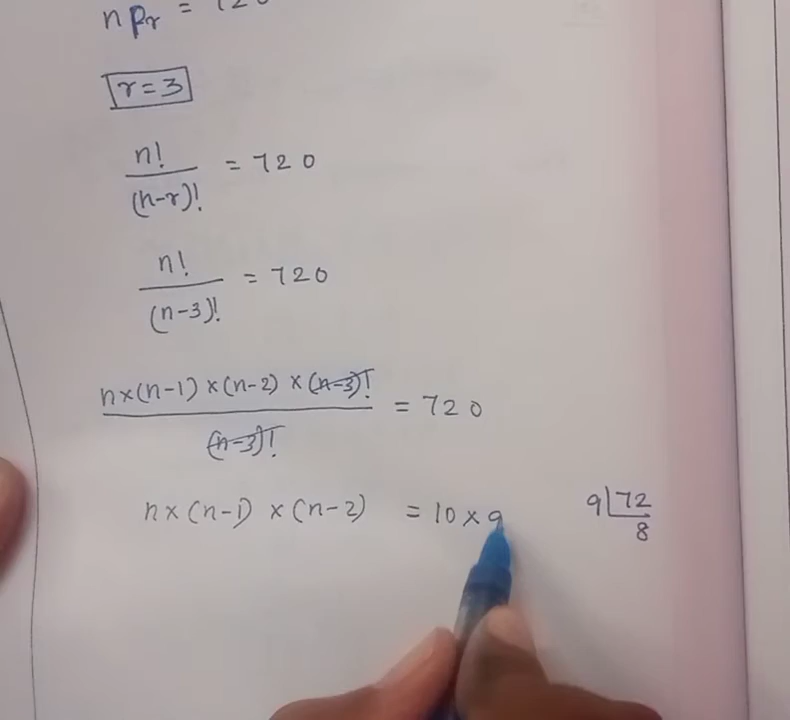 nPr =
r=3
n!/(n-r)! = 720
n!/(n-3)! = 720
n×(n-1)×(n-2)×(n-3)!/(n-3)! = 720
n×(n-1)×(n-2) = 10×9
9|72
8